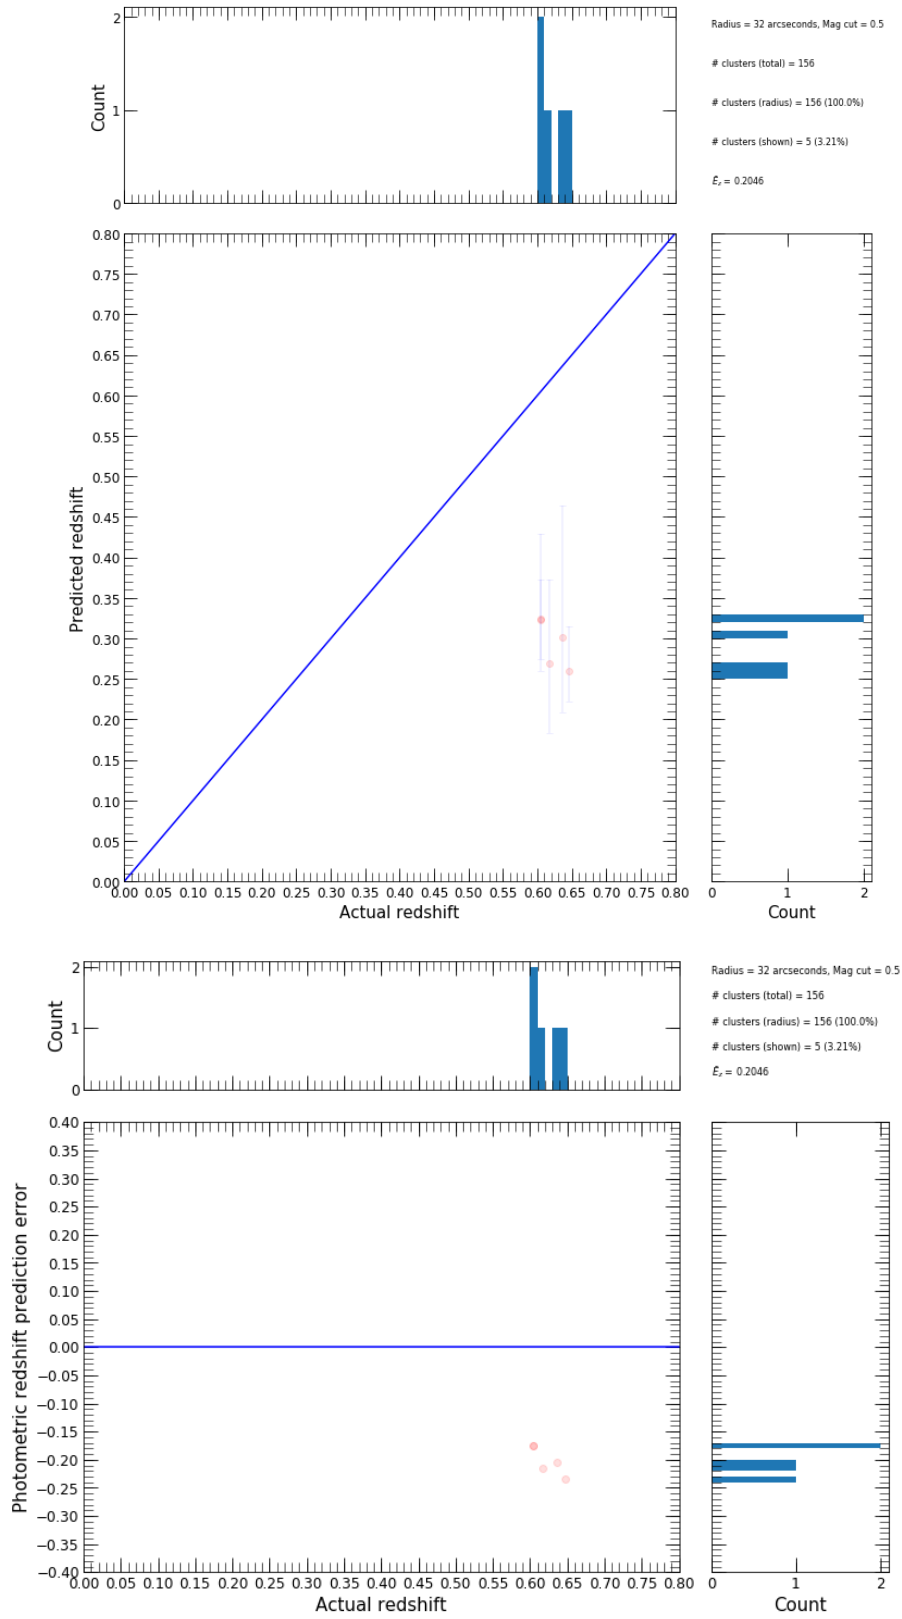 2
1
0
Count
Radius = 32 arcseconds, Mag cut = 0.5
# clusters (total) = 156
# clusters (radius) = 156 (100.0%)
# clusters (shown) = 5 (3.21%)
Ēz = 0.2046
0.80
0.75
0.70
0.65
0.60
0.55
0.50
0.45
0.40
0.35
0.30
0.25
0.20
0.15
0.10
0.05
0.00
Predicted redshift
0.00 0.05 0.10 0.15 0.20 0.25 0.30 0.35 0.40 0.45 0.50 0.55 0.60 0.65 0.70 0.75 0.80
Actual redshift
0 1 2
Count
2
1
0
Count
Radius = 32 arcseconds, Mag cut = 0.5
# clusters (total) = 156
# clusters (radius) = 156 (100.0%)
# clusters (shown) = 5 (3.21%)
Ēz = 0.2046
0.40
0.35
0.30
0.25
0.20
0.15
0.10
0.05
0.00
−0.05
−0.10
−0.15
−0.20
−0.25
−0.30
−0.35
−0.40
Photometric redshift prediction error
0.00 0.05 0.10 0.15 0.20 0.25 0.30 0.35 0.40 0.45 0.50 0.55 0.60 0.65 0.70 0.75 0.80
Actual redshift
0 1 2
Count